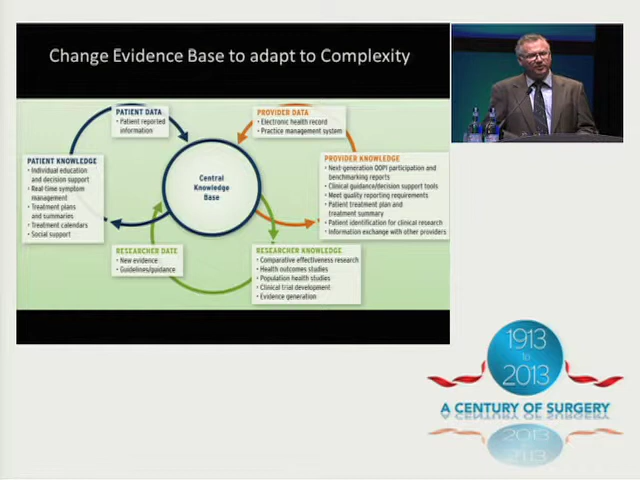 Change Evidence Base to adapt to Complexity
PATIENT DATA
• Patient reported
information
PROVIDER DATA
• Electronic health record
• Practice management system
PATIENT KNOWLEDGE
• Individual education
and decision support
• Real-time symptom
management
• Treatment plans
and summaries
• Treatment calendars
• Social support
Central
Knowledge
Base
PROVIDER KNOWLEDGE
• Next-generation QOPI participation and
benchmarking reports
• Clinical guidance/decision support tools
• Meet quality reporting requirements
• Patient treatment plan and
treatment summary
• Patient identification for clinical research
• Information exchange with other providers
RESEARCHER DATE
• New evidence
• Guidelines/guidance
RESEARCHER KNOWLEDGE
• Comparative effectiveness research
• Health outcomes studies
• Population health studies
• Clinical trial development
• Evidence generation
1913
to
2013
A CENTURY OF SURGERY